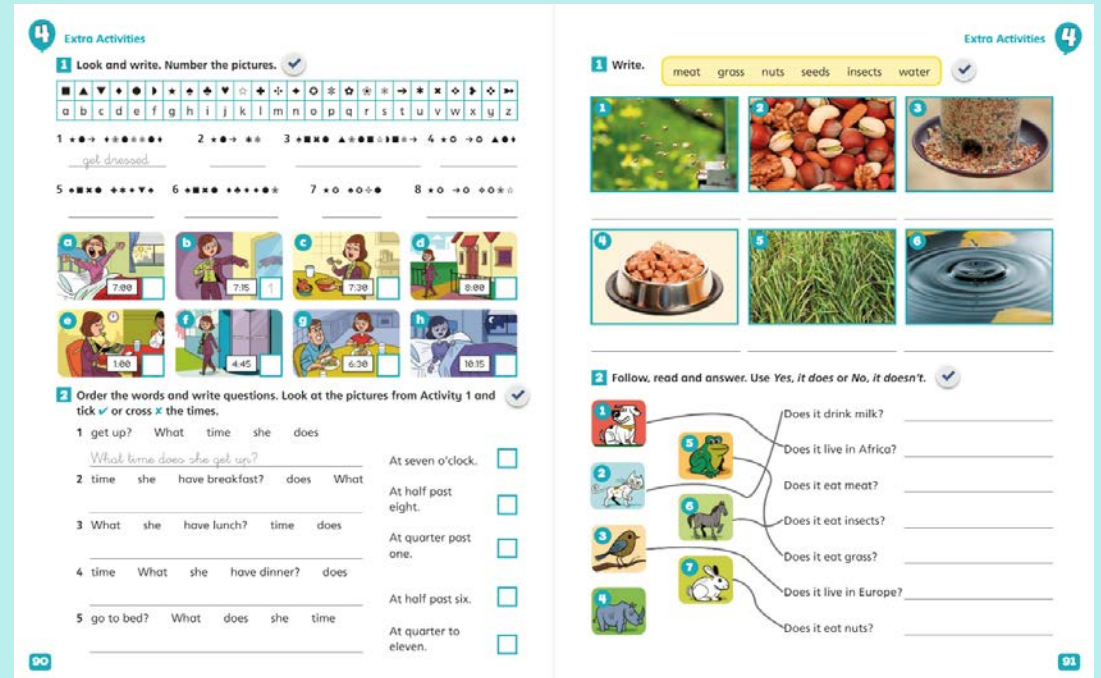 4 Extra Activities
1 Look and write. Number the pictures.
a b c d e f g h i j k l m n o p q r s t u v w x y z
1
2
3
4
get dressed
5
6
7
8
a
7:00
b
7:15
1
c
7:30
d
8:00
e
1:00
f
4:45
g
6:30
h
10:15
2 Order the words and write questions. Look at the pictures from Activity 1 and
tick ✔ or cross ✘ the times.
1 get up? What time she does
What time does she get up?
At seven o'clock.
2 time she have breakfast? does What
At half past
eight.
3 What she have lunch? time does
At quarter past
one.
4 time What she have dinner? does
At half past six.
5 go to bed? What does she time
At quarter to
eleven.
90
Extra Activities 4
1 Write.
meat grass nuts seeds insects water
1
2
3
4
5
6
2 Follow, read and answer. Use Yes, it does or No, it doesn't.
1
2
3
4
5
6
7
Does it drink milk?
Does it live in Africa?
Does it eat meat?
Does it eat insects?
Does it eat grass?
Does it live in Europe?
Does it eat nuts?
91